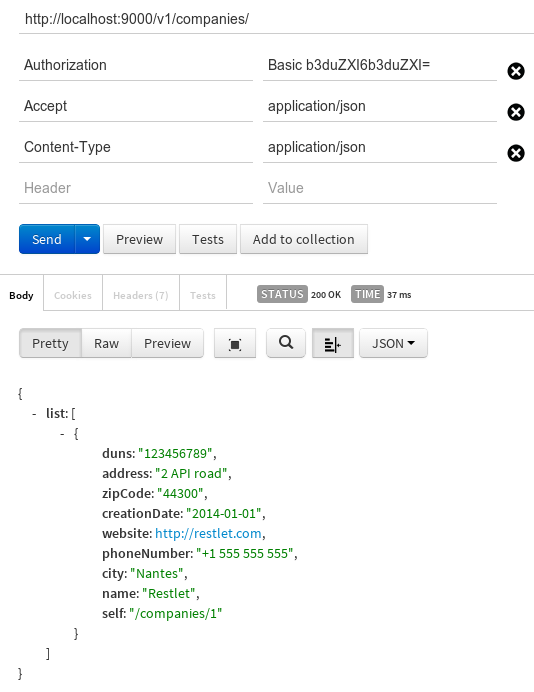 http://localhost:9000/v1/companies/
Authorization Basic b3duZXI6b3duZXI=
Accept application/json
Content-Type application/json
Header Value
Send Preview Tests Add to collection
Body Cookies Headers (7) Tests STATUS 200 OK TIME 37 ms
Pretty Raw Preview JSON
{
- list: [
- {
duns: "123456789",
address: "2 API road",
zipCode: "44300",
creationDate: "2014-01-01",
website: http://restlet.com,
phoneNumber: "+1 555 555 555",
city: "Nantes",
name: "Restlet",
self: "/companies/1"
}
]
}